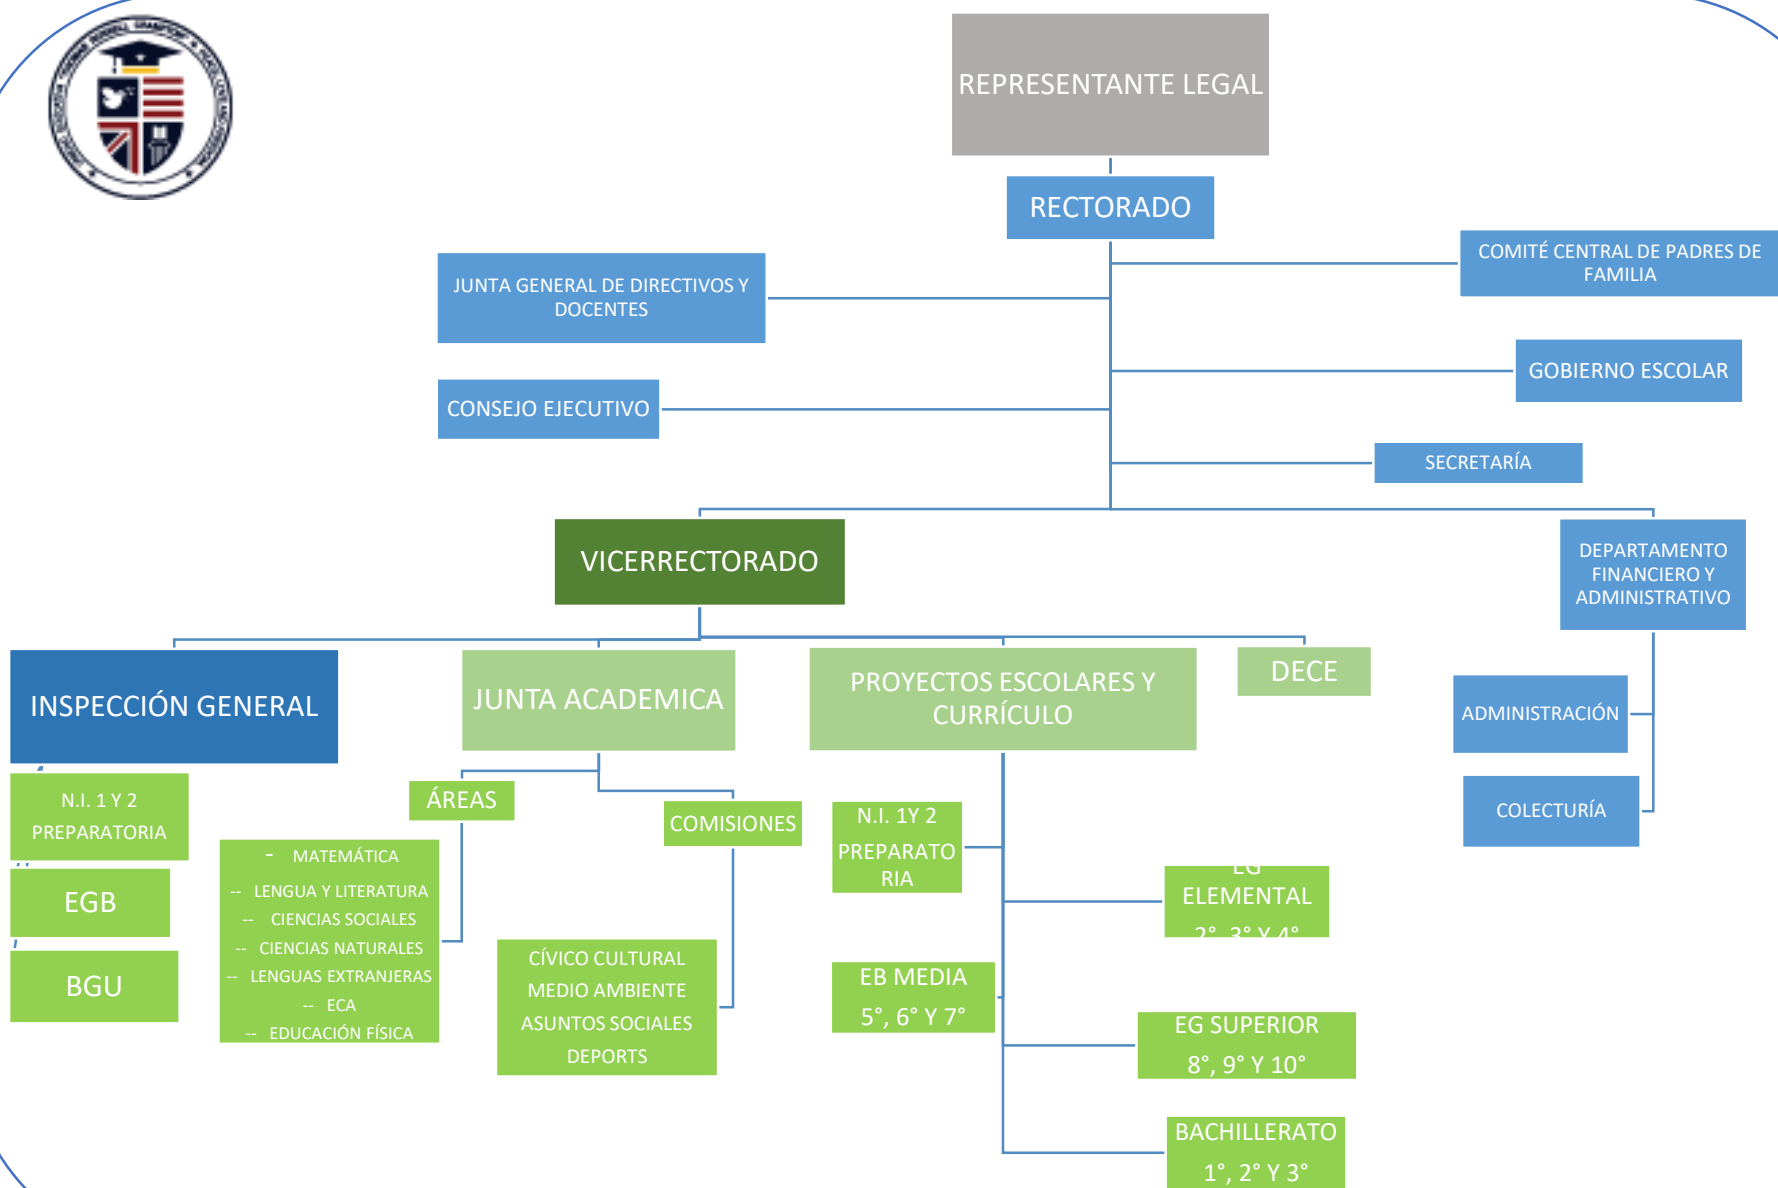 REPRESENTANTE LEGAL
RECTORADO
COMITÉ CENTRAL DE PADRES DE
FAMILIA
JUNTA GENERAL DE DIRECTIVOS Y
DOCENTES
GOBIERNO ESCOLAR
CONSEJO EJECUTIVO
SECRETARÍA
VICERRECTORADO
DEPARTAMENTO
FINANCIERO Y
ADMINISTRATIVO
INSPECCIÓN GENERAL
JUNTA ACADEMICA
PROYECTOS ESCOLARES Y
CURRÍCULO
DECE
ADMINISTRACIÓN
COLECTURÍA
N.I. 1 Y 2
PREPARATORIA
EGB
BGU
ÁREAS
- MATEMÁTICA
-- LENGUA Y LITERATURA
-- CIENCIAS SOCIALES
-- CIENCIAS NATURALES
-- LENGUAS EXTRANJERAS
-- ECA
-- EDUCACIÓN FÍSICA
COMISIONES
CÍVICO CULTURAL
MEDIO AMBIENTE
ASUNTOS SOCIALES
DEPORTS
N.I. 1Y 2
PREPARATO
RIA
EG
ELEMENTAL
2°, 3° Y 4°
EB MEDIA
5°, 6° Y 7°
EG SUPERIOR
8°, 9° Y 10°
BACHILLERATO
1°, 2° Y 3°